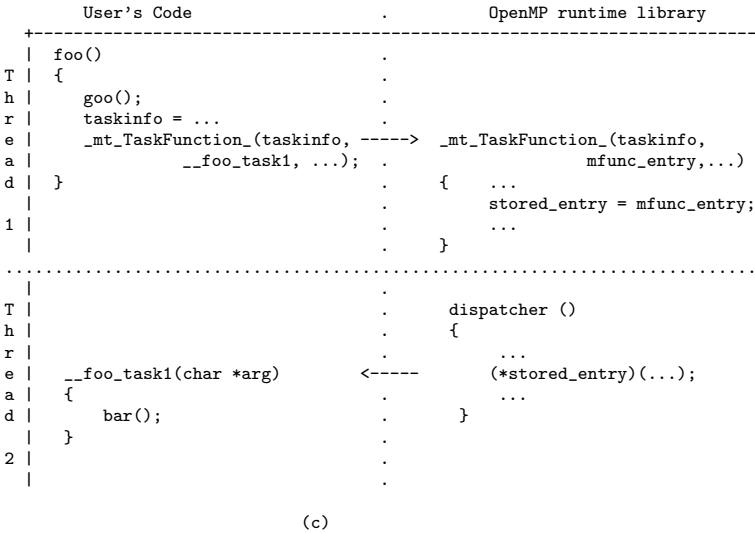 User's Code . OpenMP runtime library
+--------------------------------------------------------------------------
| foo() .
T | { .
h | goo(); .
r | taskinfo = ... .
e | _mt_TaskFunction_(taskinfo, -----> _mt_TaskFunction_(taskinfo,
a | __foo_task1, ...); . mfunc_entry,...)
d | } . { ...
| . stored_entry = mfunc_entry;
1 | . ...
| . }
...........................................................................
| .
T | . dispatcher ()
h | . {
r | . ...
e | __foo_task1(char *arg) <----- (*stored_entry)(...);
a | { . ...
d | bar(); . }
| } .
2 | .
| .
(c)